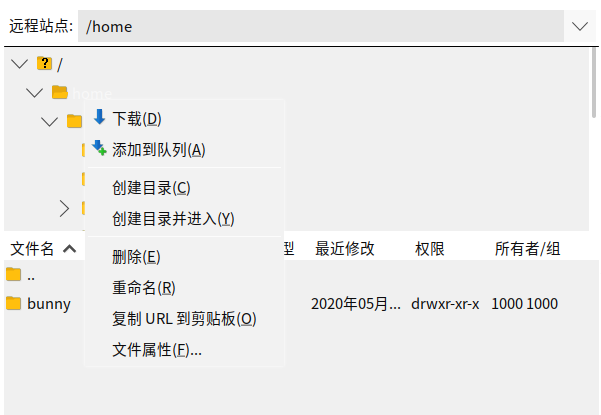 远程站点: /home
/
home
下载(D)
添加到队列(A)
创建目录(C)
创建目录并进入(Y)
文件名 型 最近修改 权限 所有者/组
删除(E)
..
重命名(R)
bunny 2020年05月... drwxr-xr-x 1000 1000
复制 URL 到剪贴板(O)
文件属性(F)...